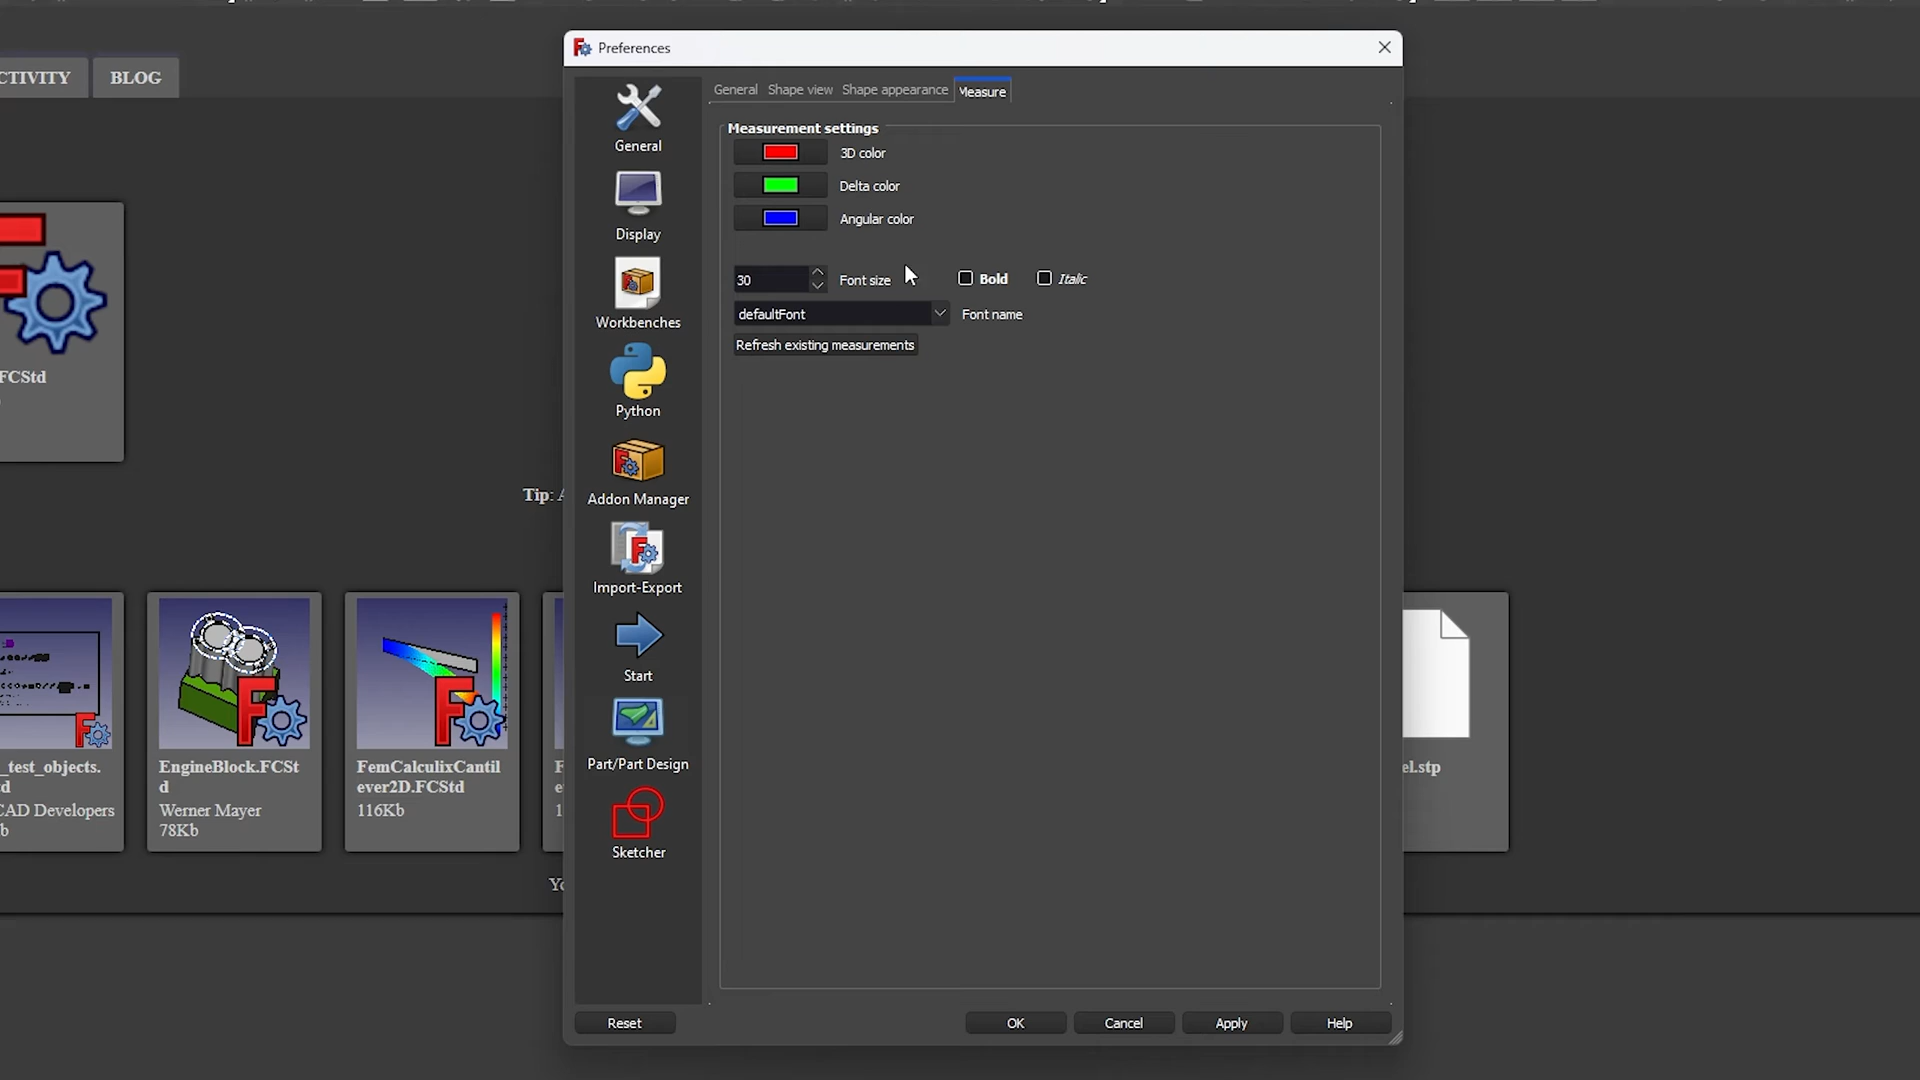 Preferences
CTIVITY BLOG
General Shape view Shape appearance Measure
Measurement settings
General
3D color
Delta color
Angular color
Display
30 Font size Bold Italic
defaultFont Font name
Workbenches
Refresh existing measurements
FCStd
Python
Tip: A
Addon Manager
Import-Export
Start
Part/Part Design
_test_objects.
d
CAD Developers
b
EngineBlock.FCSt
d
Werner Mayer
78Kb
FemCalculixCantil
ever2D.FCStd
116Kb
F
e
1
el.stp
Sketcher
Yo
Reset OK Cancel Apply Help